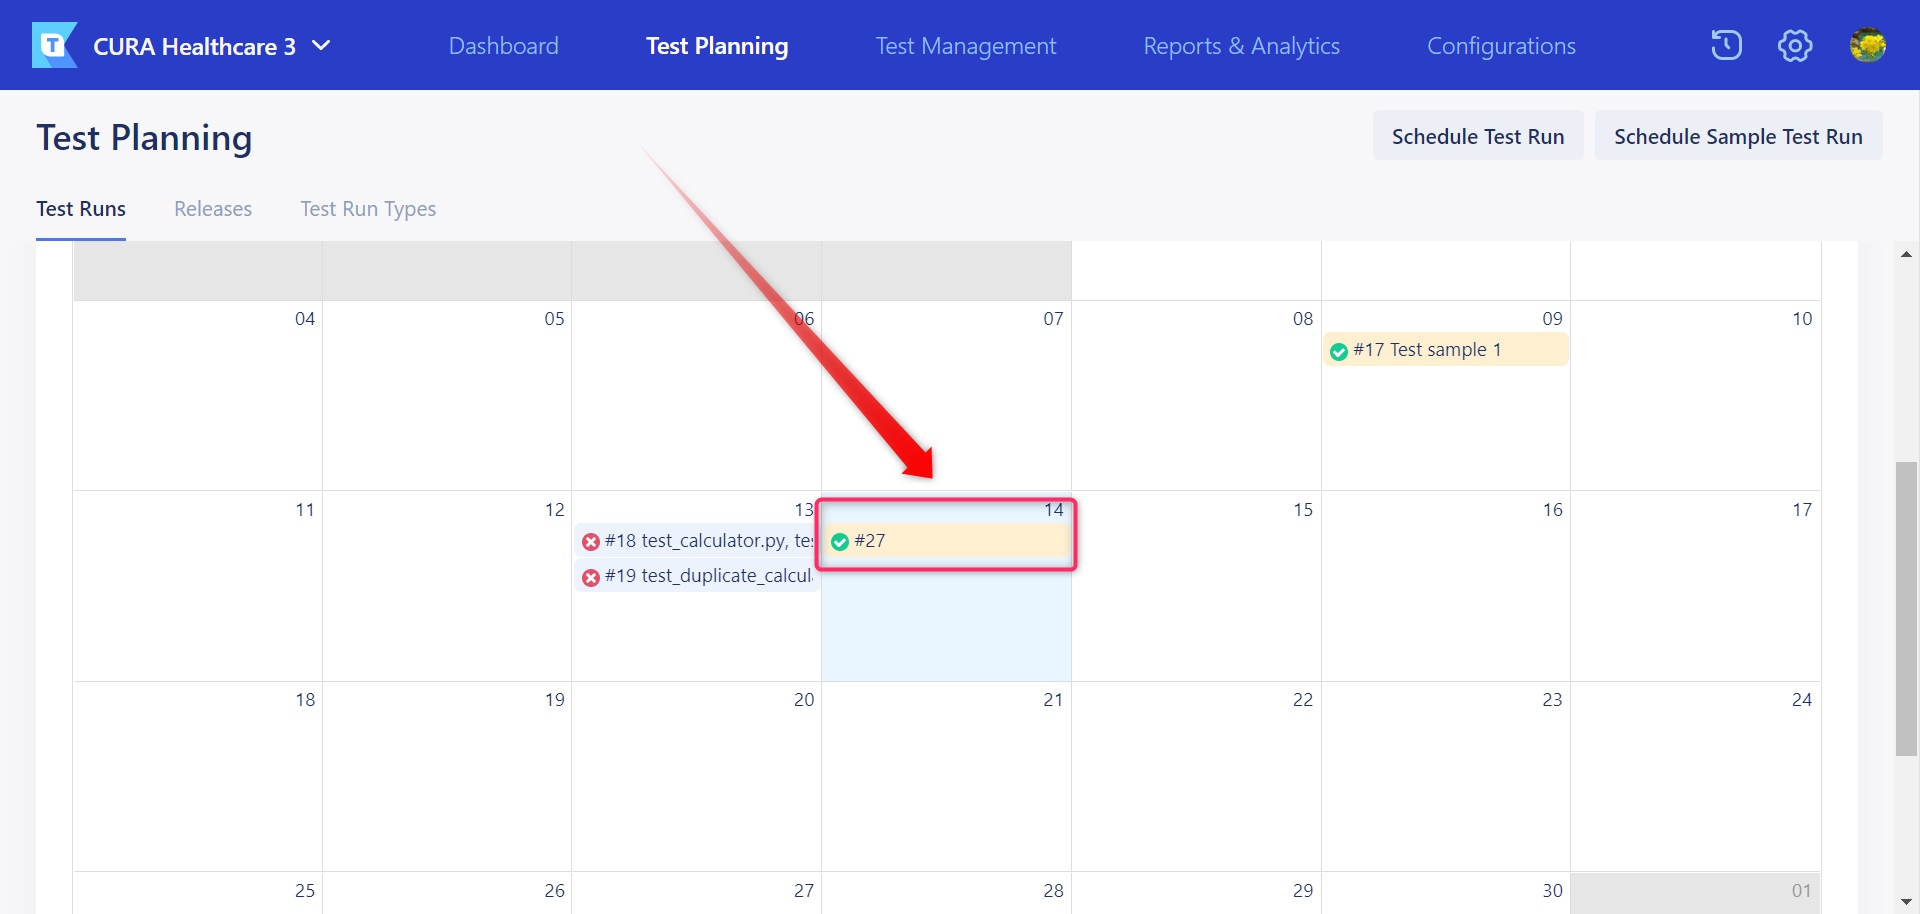 T CURA Healthcare 3 Dashboard Test Planning Test Management Reports & Analytics Configurations
Test Planning Schedule Test Run Schedule Sample Test Run
Test Runs Releases Test Run Types
04 05 06 07 08 09 10
#17 Test sample 1
11 12 13 14 15 16 17
#18 test_calculator.py, tes #27
#19 test_duplicate_calcul
18 19 20 21 22 23 24
25 26 27 28 29 30 01